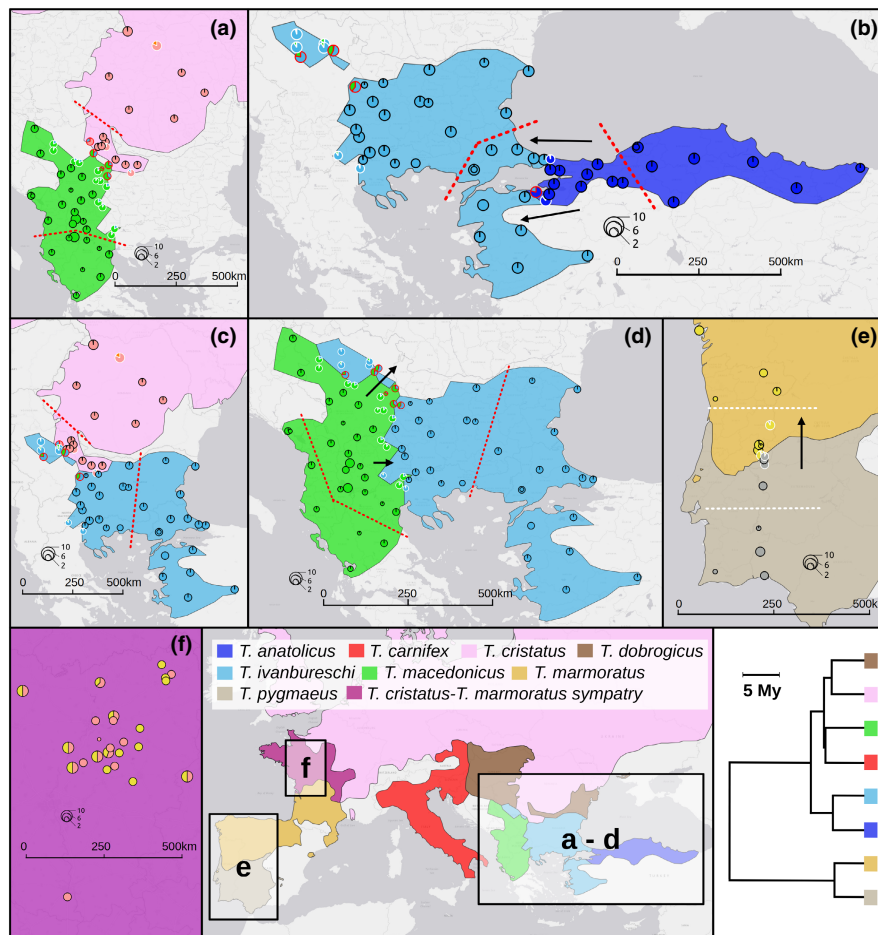 (a)
10
6
2
0 250 500km
(b)
10
6
2
0 250 500km
(c)
10
6
2
0 250 500km
(d)
10
6
2
0 250 500km
(e)
10
6
2
0 250 500km
(f)
10
6
2
0 250 500km
T. anatolicus T. carnifex T. cristatus T. dobrogicus
T. ivanbureschi T. macedonicus T. marmoratus
T. pygmaeus T. cristatus-T. marmoratus sympatry
f
e
a - d
5 My